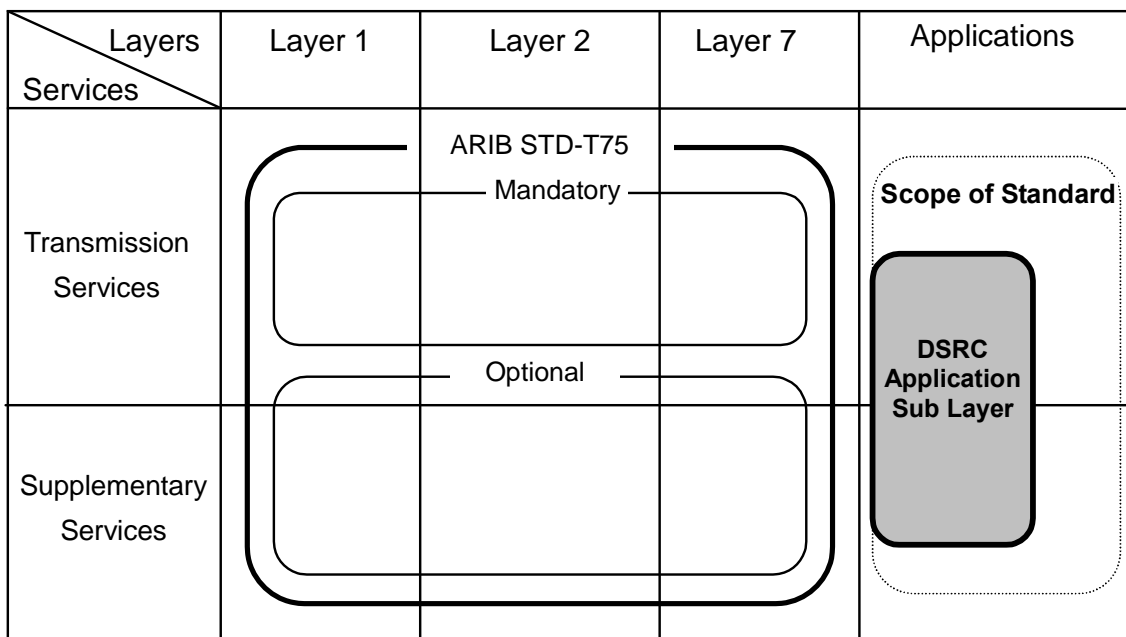 Layers
Services
Layer 1
Layer 2
Layer 7
Applications
Transmission
Services
Supplementary
Services
ARIB STD-T75
Mandatory
Optional
Scope of Standard
DSRC
Application
Sub Layer